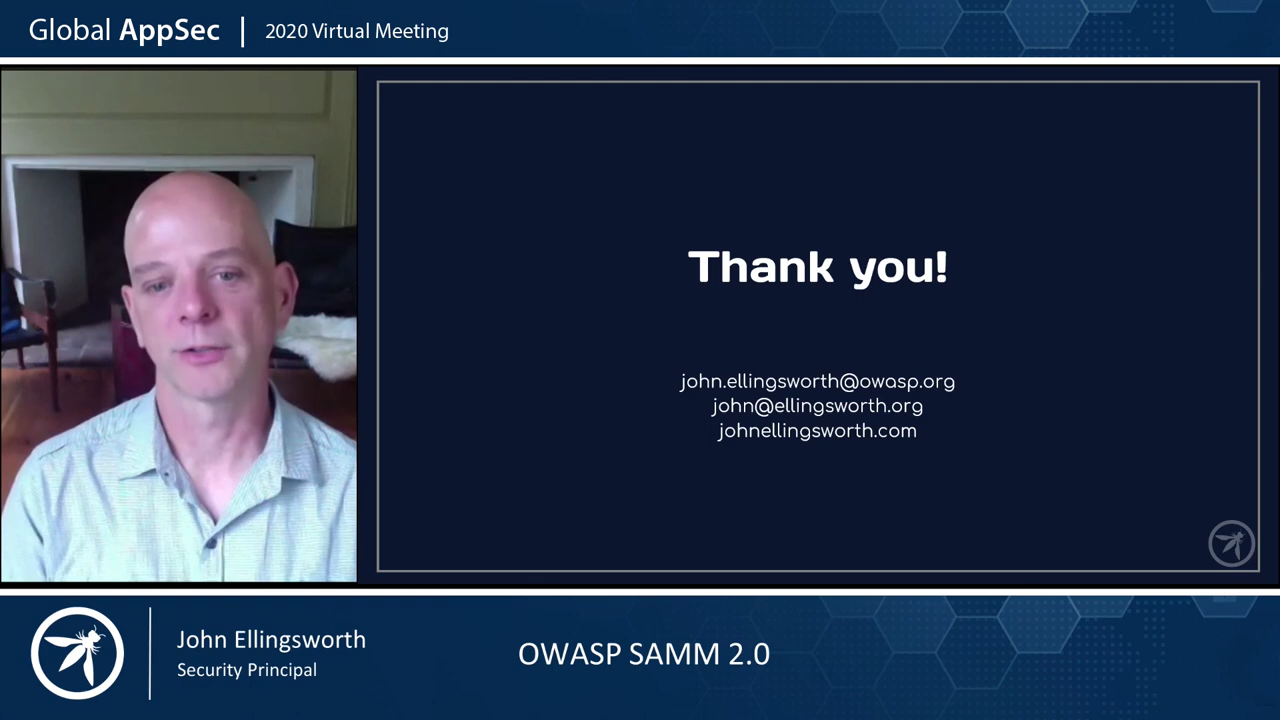 Global AppSec | 2020 Virtual Meeting
Thank you!
john.ellingsworth@owasp.org
john@ellingsworth.org
johnellingsworth.com
John Ellingsworth
Security Principal
OWASP SAMM 2.0